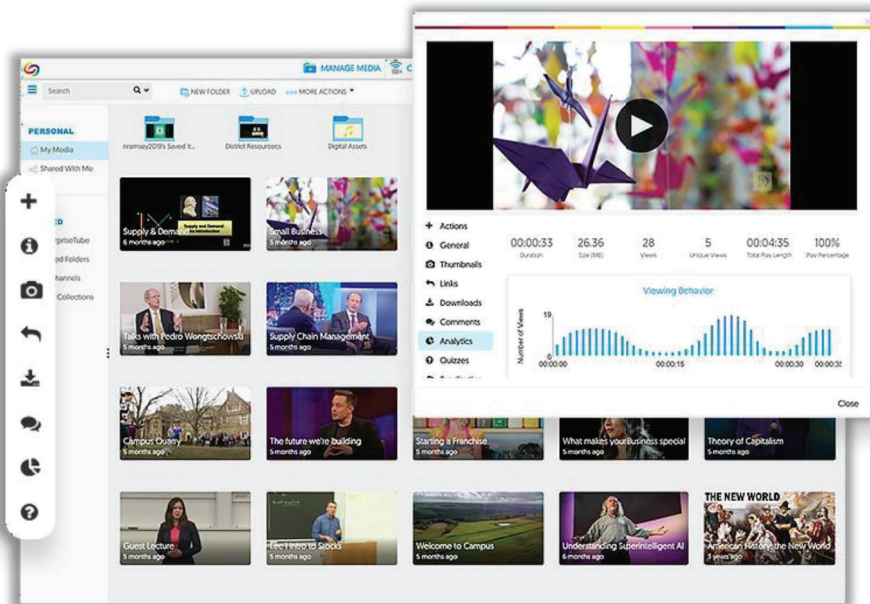 MANAGE MEDIA
Search
NEW FOLDER
UPLOAD
MORE ACTIONS
PERSONAL
My Media
Shared With Me
nramsey2019's Saved It...
District Resourcecs
Digital Assets
Supply and Demand:
An Introduction
Supply & Demand
6 months ago
Small Business
5 months ago
Talks with Pedro Wongtschowski
5 months ago
Supply Chain Management
5 months ago
Collections
Campus Quarry
5 months ago
The future we're building
5 months ago
Starting a Franchise
5 months ago
What makes your Business special
5 months ago
Theory of Capitalism
5 months ago
Guest Lecture
5 months ago
Lec 1 Intro to Stocks
5 months ago
Welcome to Campus
5 months ago
Understanding Superintelligent AI
6 months ago
THE NEW WORLD
American History: the New World
3 years ago
Actions
General
Thumbnails
Links
Downloads
Comments
Analytics
Quizzes
00:00:33
Duration
26.36
Size (MB)
28
Views
5
Unique Views
00:04:35
Total Play Length
100%
Play Percentage
Viewing Behavior
Number of Views
19
0
00:00:00
00:00:15
00:00:30
Close